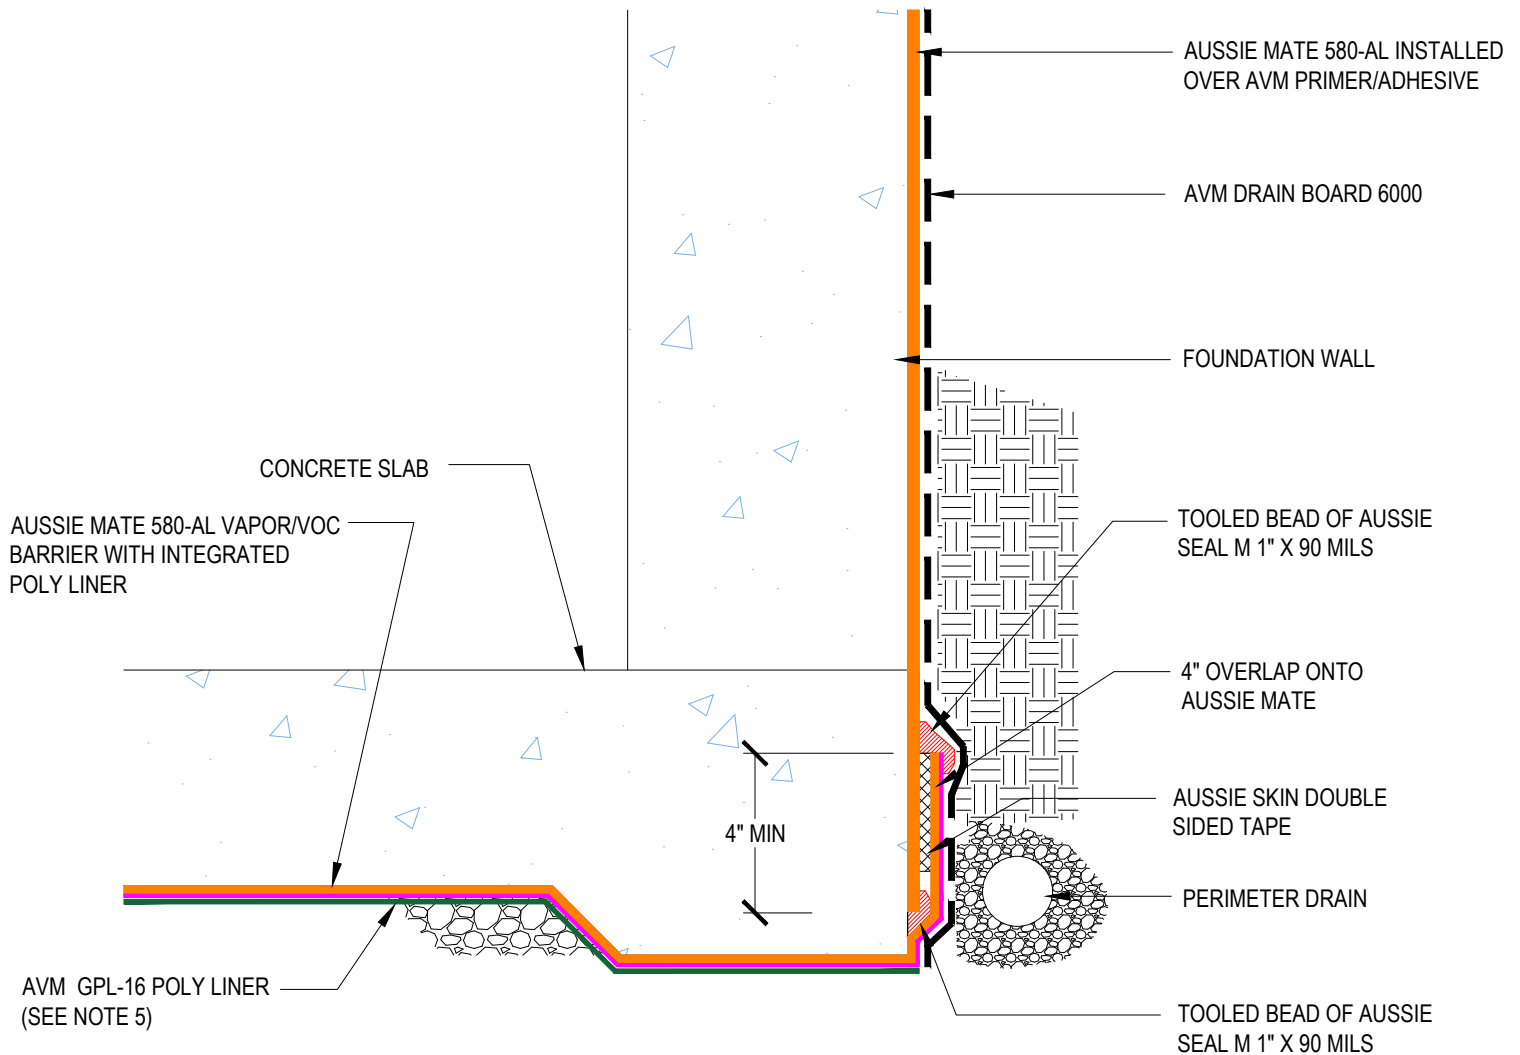 AUSSIE MATE 580-AL INSTALLED
OVER AVM PRIMER/ADHESIVE
AVM DRAIN BOARD 6000
FOUNDATION WALL
CONCRETE SLAB
AUSSIE MATE 580-AL VAPOR/VOC
BARRIER WITH INTEGRATED
POLY LINER
TOOLED BEAD OF AUSSIE
SEAL M 1" X 90 MILS
4" OVERLAP ONTO
AUSSIE MATE
AUSSIE SKIN DOUBLE
SIDED TAPE
4" MIN
PERIMETER DRAIN
AVM GPL-16 POLY LINER
(SEE NOTE 5)
TOOLED BEAD OF AUSSIE
SEAL M 1" X 90 MILS